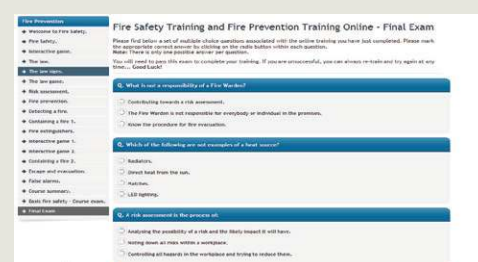 Fire Prevention
Welcome to Fire Safety.
Fire Safety.
Interactive game.
The law.
The law signs.
The law game.
Risk assessment.
Fire prevention.
Detecting a fire.
Containing a fire 1.
Fire extinguishers.
Interactive game 1.
Interactive game 2.
Containing a fire 2.
Escape and evacuation.
False alarms.
Course summary.
Basic fire safety - Course exam.
Final Exam
Fire Safety Training and Fire Prevention Training Online - Final Exam
Please find below a set of multiple choice questions associated with the online training you have just completed. Please mark
the appropriate correct answer by clicking on the radio button within each question.
Note: There is only one positive answer per question.
You will need to pass this exam to complete your training. If you are unsuccessful, you can always re-train and try again at any
time... Good Luck!
Q. What is not a responsibility of a Fire Warden?
Contributing towards a risk assessment.
The Fire Warden is not responsible for everybody or individual in the premises.
Know the procedure for fire evacuation.
Q. Which of the following are not examples of a heat source?
Radiators.
Direct heat from the sun.
Matches.
LED lighting.
Q. A risk assessment is the process of:
Analysing the possibility of a risk and the likely impact it will have.
Noting down all risks within a workplace.
Controlling all hazards in the workplace and trying to reduce them.